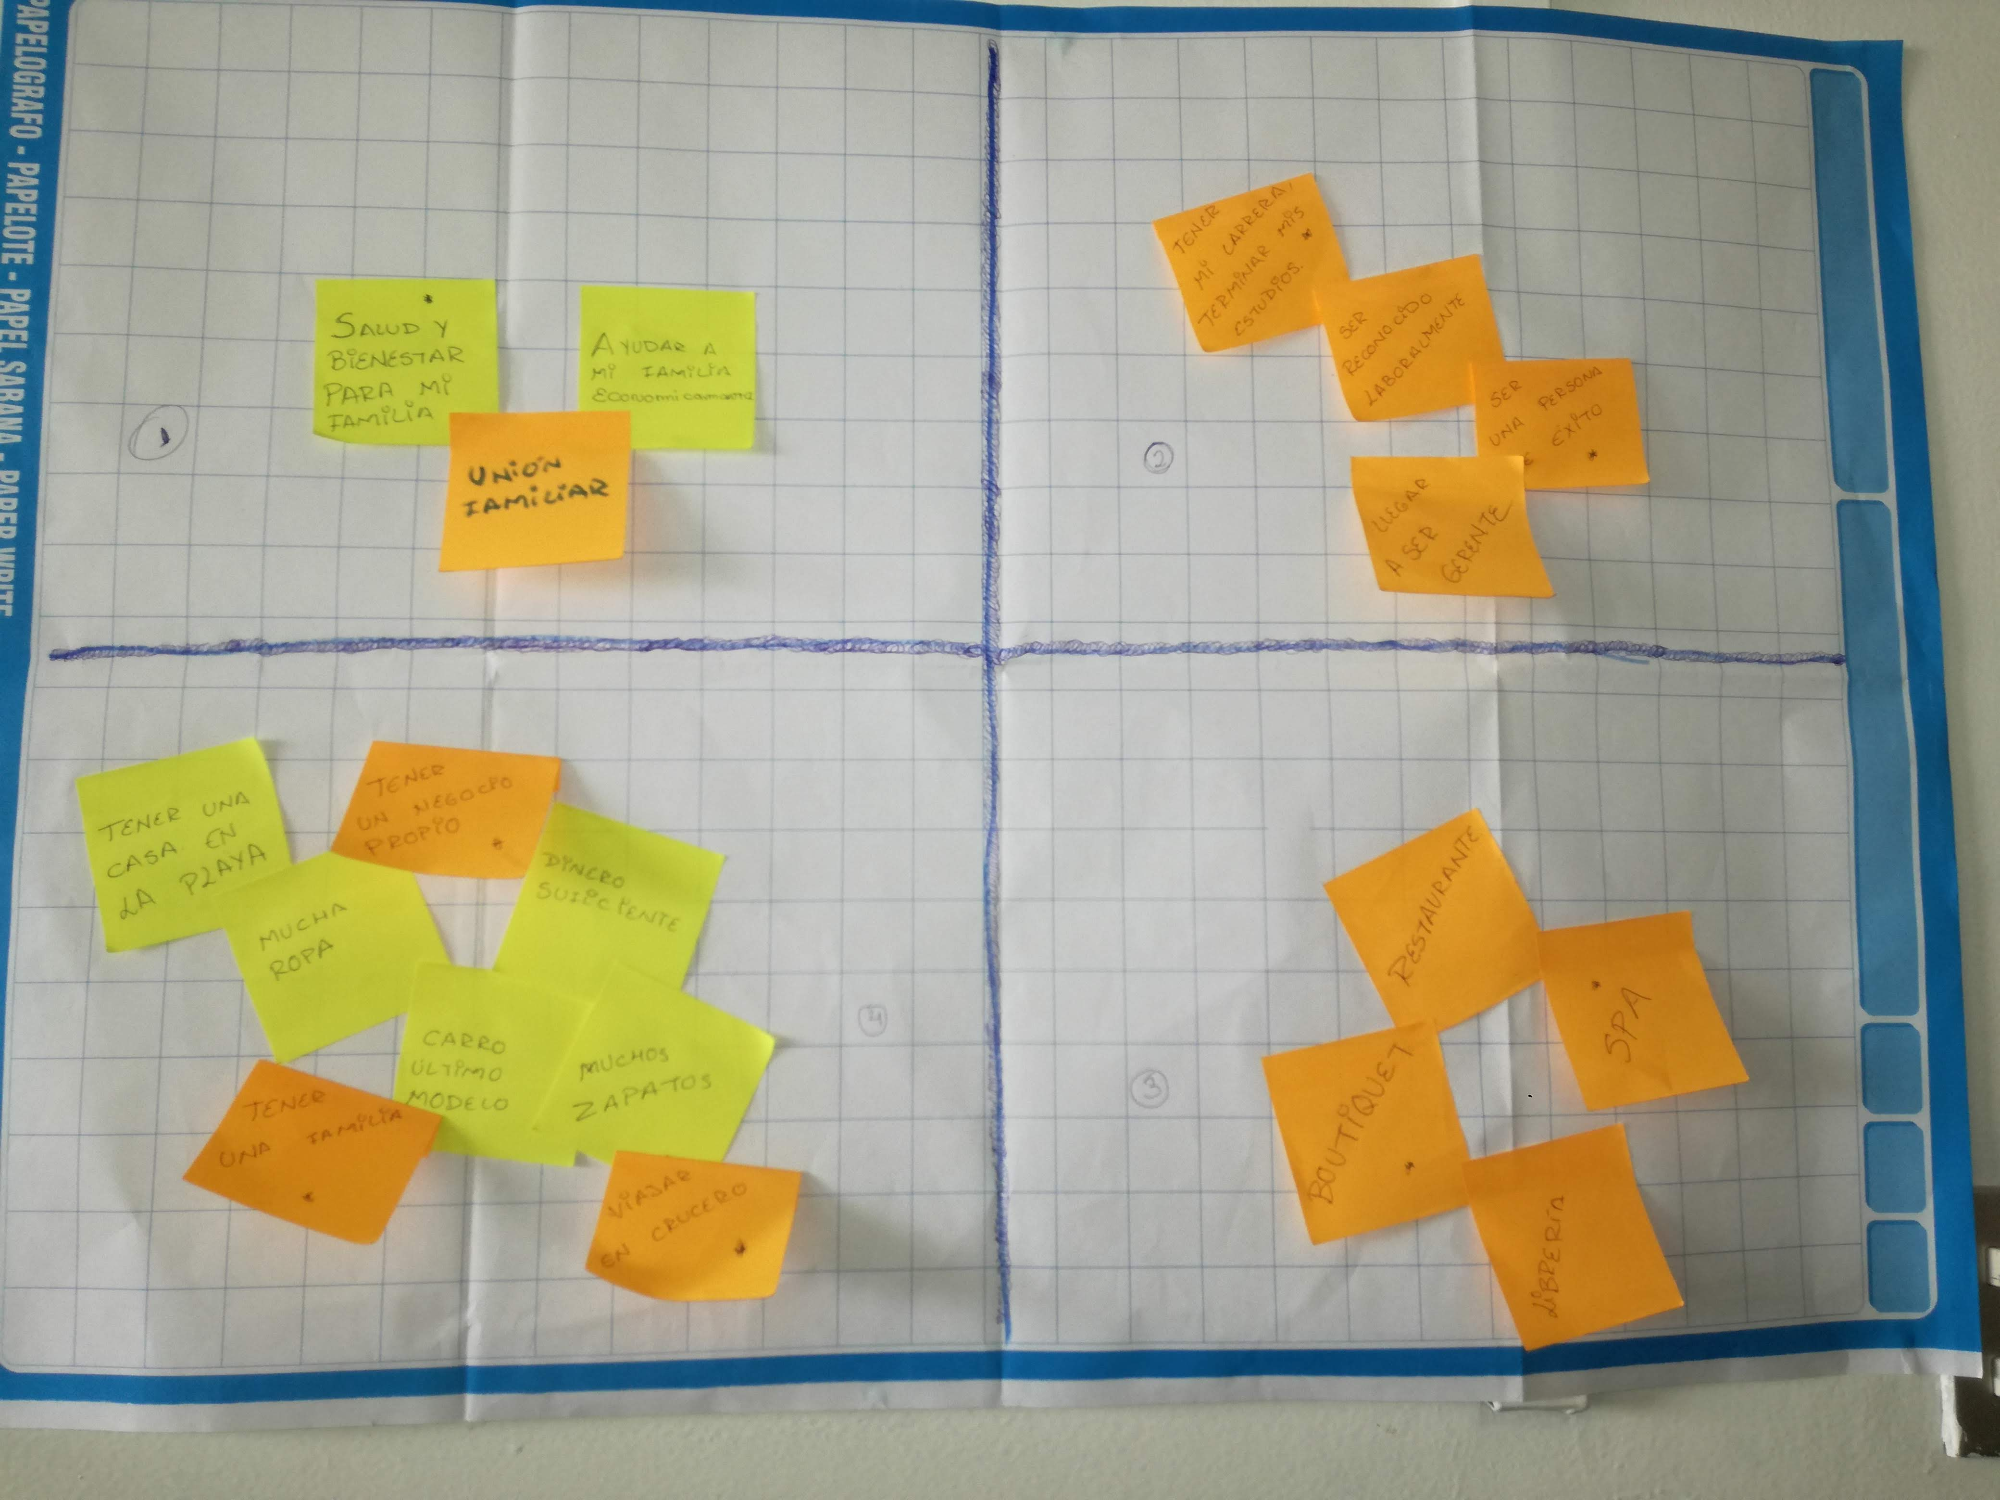 PAPELOGRAFO - PAPELOTE - PAPEL SABANA - PAPER WRITE
1
SALUD Y
BIENESTAR
PARA MI
FAMILIA
AYUDAR A
MI FAMILIA
Economicamente
UNIÓN
FAMILIAR
2
TENER
MI CARRERA,
TERMINAR MIS
ESTUDIOS.
SER
RECONOCIDO
LABORALMENTE
SER
UNA PERSONA
EXITO
LLEGAR
A SER
GERENTE
TENER UNA
CASA EN
LA PLAYA
TENER
UN NEGOCIO
PROPIO
MUCHA
ROPA
DINERO
SUFICIENTE
CARRO
ULTIMO
MODELO
MUCHOS
ZAPATOS
TENER
UNA FAMILIA
VIAJAR
EN CRUCERO
4
3
RESTAURANTE
SPA
BOUTIQUET
LIBRERIA